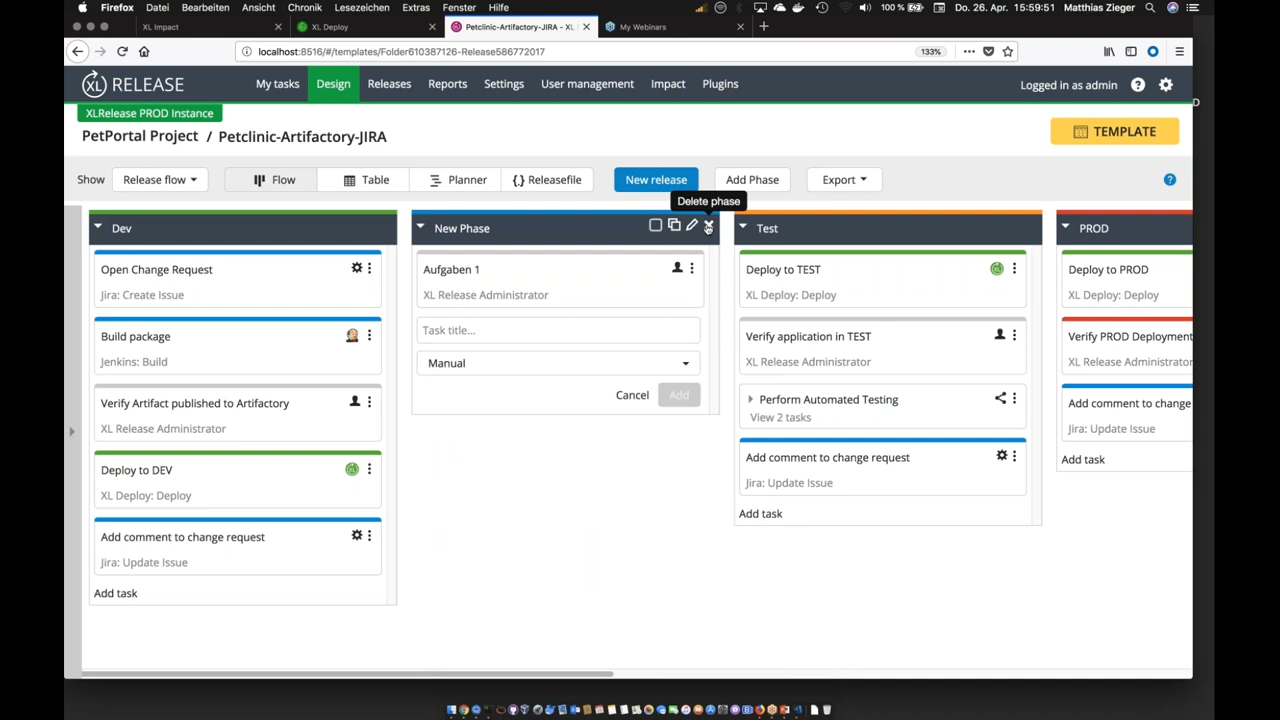 Firefox Datei Bearbeiten Ansicht Chronik Lesezeichen Extras Fenster Hilfe 100 % Do. 26. Apr. 15:59:51 Matthias Zieger
XL Impact
XL Deploy
Petclinic-Artifactory-JIRA - XL
My Webinars
localhost:8516/#/templates/Folder610387126-Release586772017
133%
XL RELEASE
My tasks Design Releases Reports Settings User management Impact Plugins
Logged in as admin
XLRelease PROD Instance
PetPortal Project / Petclinic-Artifactory-JIRA
TEMPLATE
Show Release flow Flow Table Planner {} Releasefile New release Add Phase Export
Delete phase
Dev
Open Change Request
Jira: Create Issue
Build package
Jenkins: Build
Verify Artifact published to Artifactory
XL Release Administrator
Deploy to DEV
XL Deploy: Deploy
Add comment to change request
Jira: Update Issue
Add task
New Phase
Aufgaben 1
XL Release Administrator
Task title...
Manual
Cancel Add
Test
Deploy to TEST
XL Deploy: Deploy
Verify application in TEST
XL Release Administrator
Perform Automated Testing
View 2 tasks
Add comment to change request
Jira: Update Issue
Add task
PROD
Deploy to PROD
XL Deploy: Deploy
Verify PROD Deployment
XL Release Administrator
Add comment to change
Jira: Update Issue
Add task